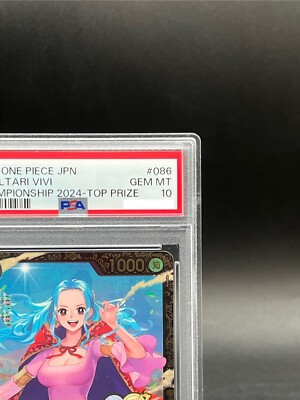 ONE PIECE JPN. #086
LTARI VIVI GEM MT
MPIONSHIP 2024-TOP PRIZE 10
PSA
1000